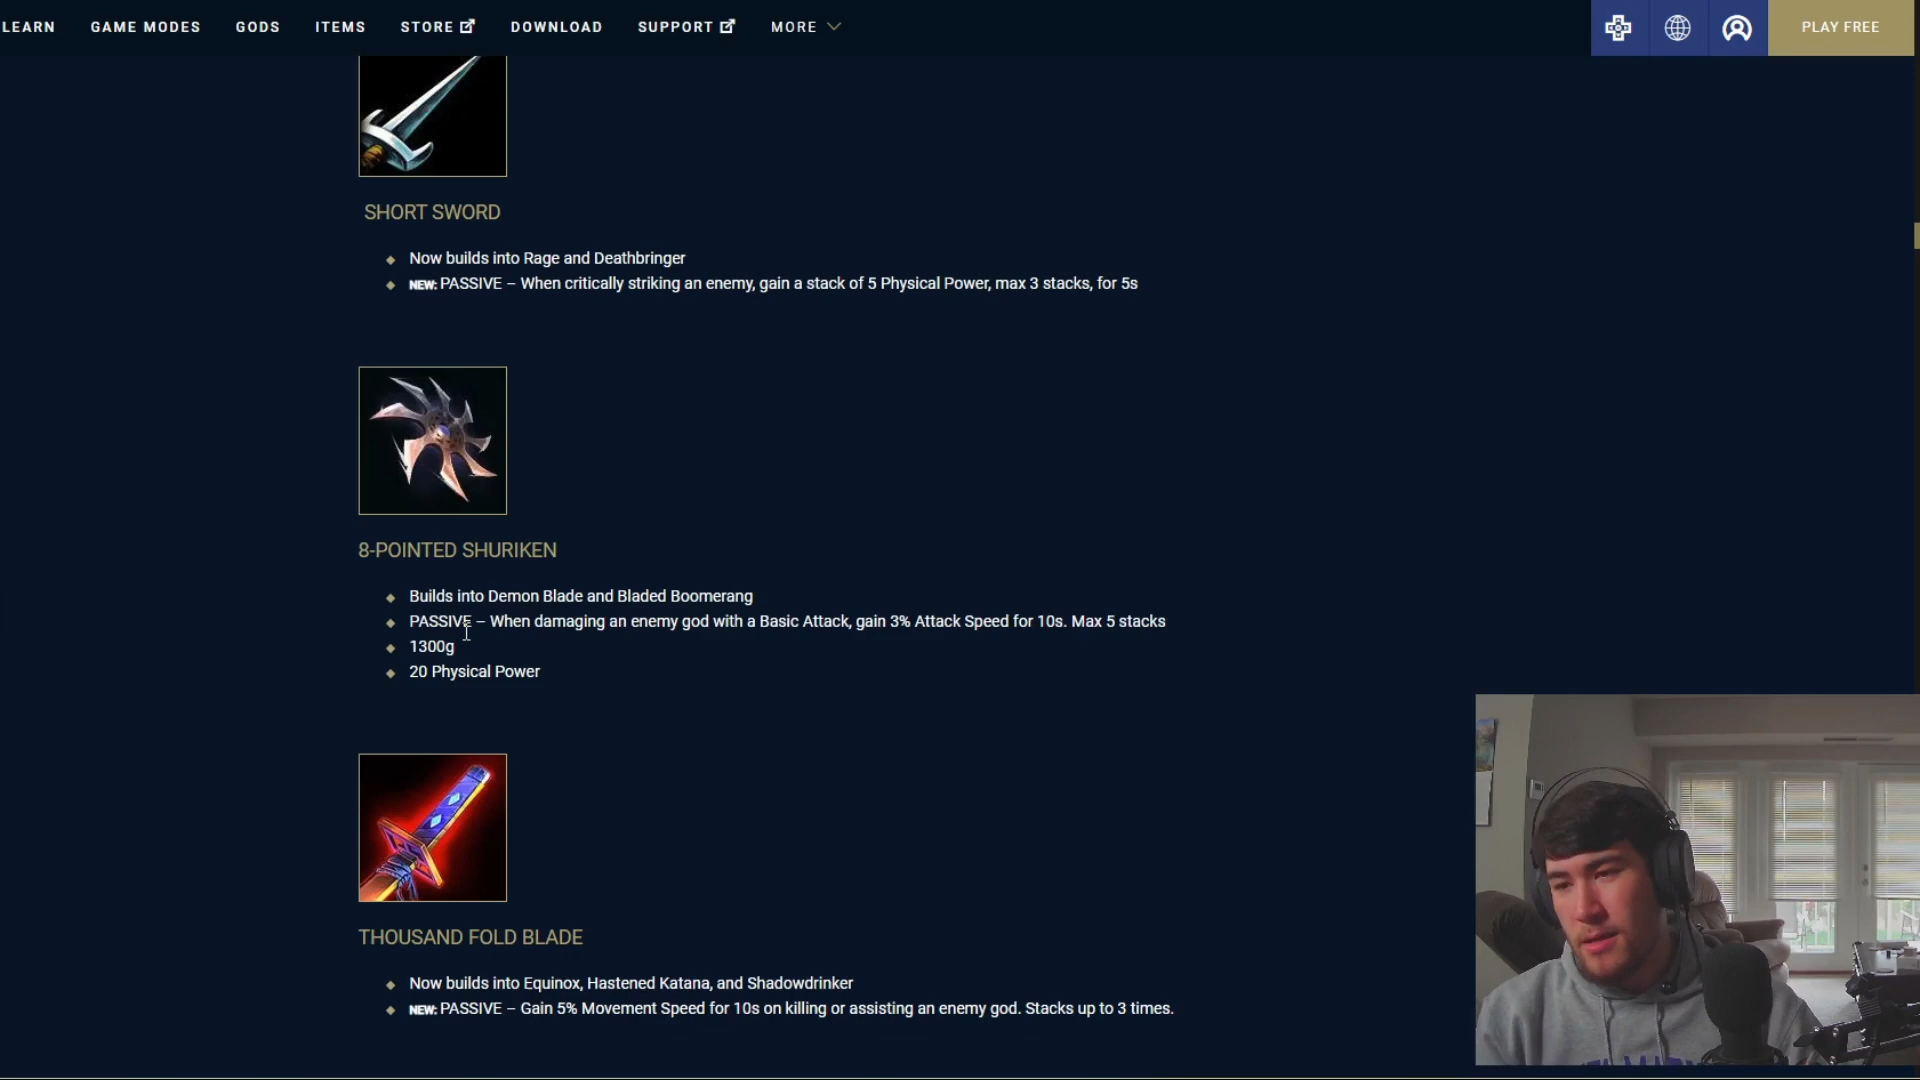 LEARN GAME MODES GODS ITEMS STORE DOWNLOAD SUPPORT MORE PLAY FREE
SHORT SWORD
Now builds into Rage and Deathbringer
NEW: PASSIVE – When critically striking an enemy, gain a stack of 5 Physical Power, max 3 stacks, for 5s
8-POINTED SHURIKEN
Builds into Demon Blade and Bladed Boomerang
PASSIVE – When damaging an enemy god with a Basic Attack, gain 3% Attack Speed for 10s. Max 5 stacks
1300g
20 Physical Power
THOUSAND FOLD BLADE
Now builds into Equinox, Hastened Katana, and Shadowdrinker
NEW: PASSIVE – Gain 5% Movement Speed for 10s on killing or assisting an enemy god. Stacks up to 3 times.